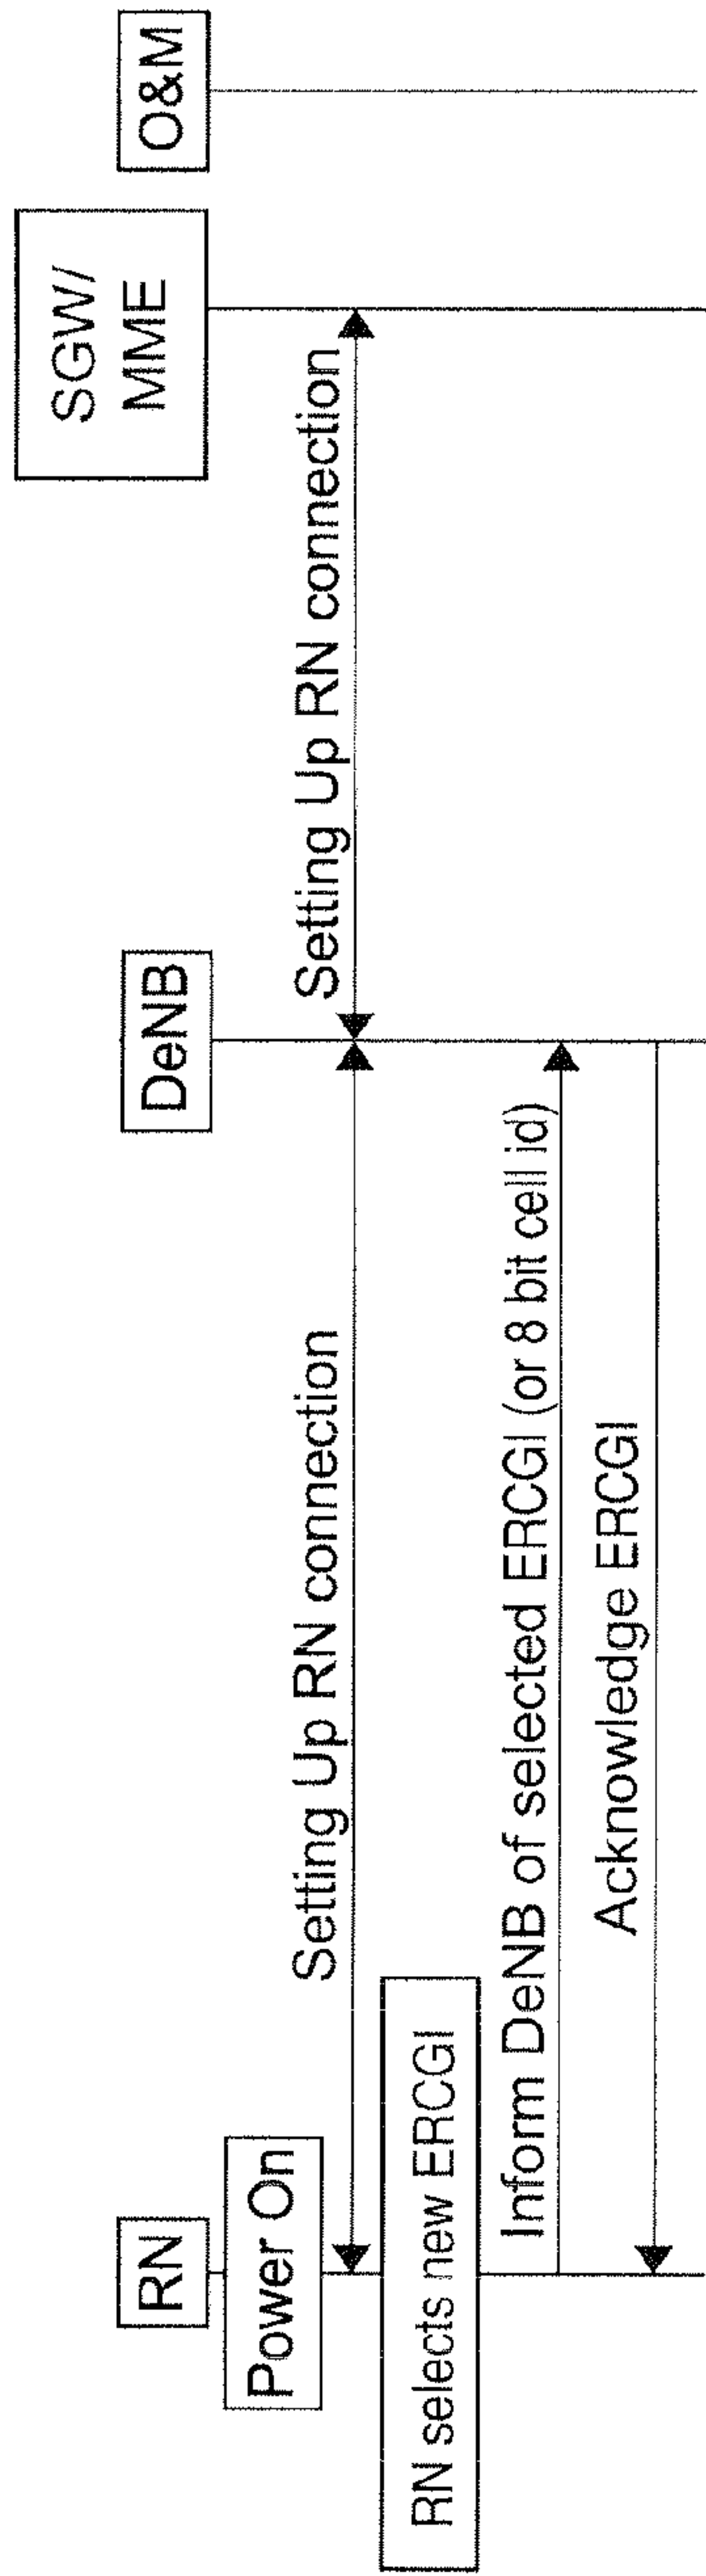 RN
DeNB
SGW/
MME
O&M
Power On
Setting Up RN connection
Setting Up RN connection
RN selects new ERCGI
Inform DeNB of selected ERCGI (or 8 bit cell id)
Acknowledge ERCGI